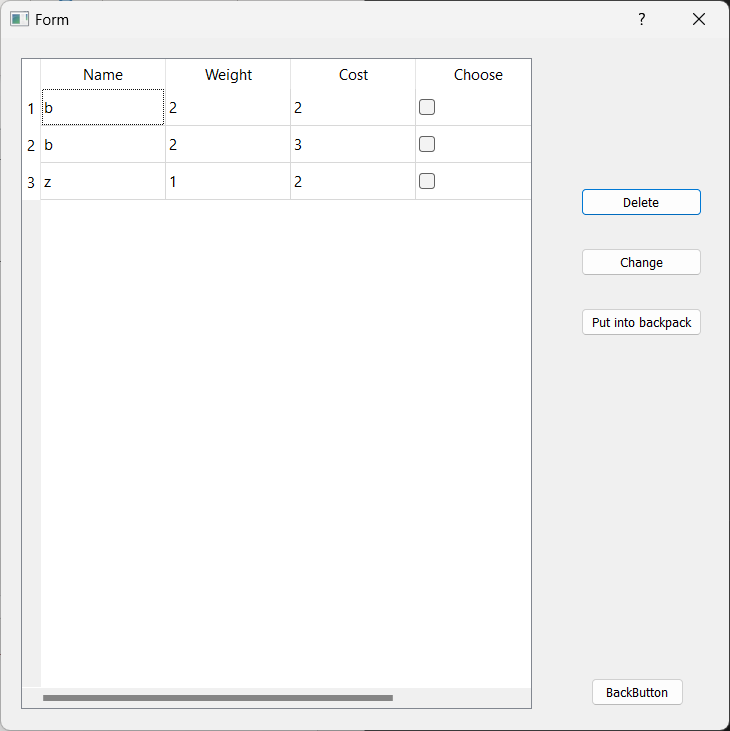 Form
?
Name Weight Cost Choose
1 b 2 2
2 b 2 3
3 z 1 2
Delete
Change
Put into backpack
BackButton